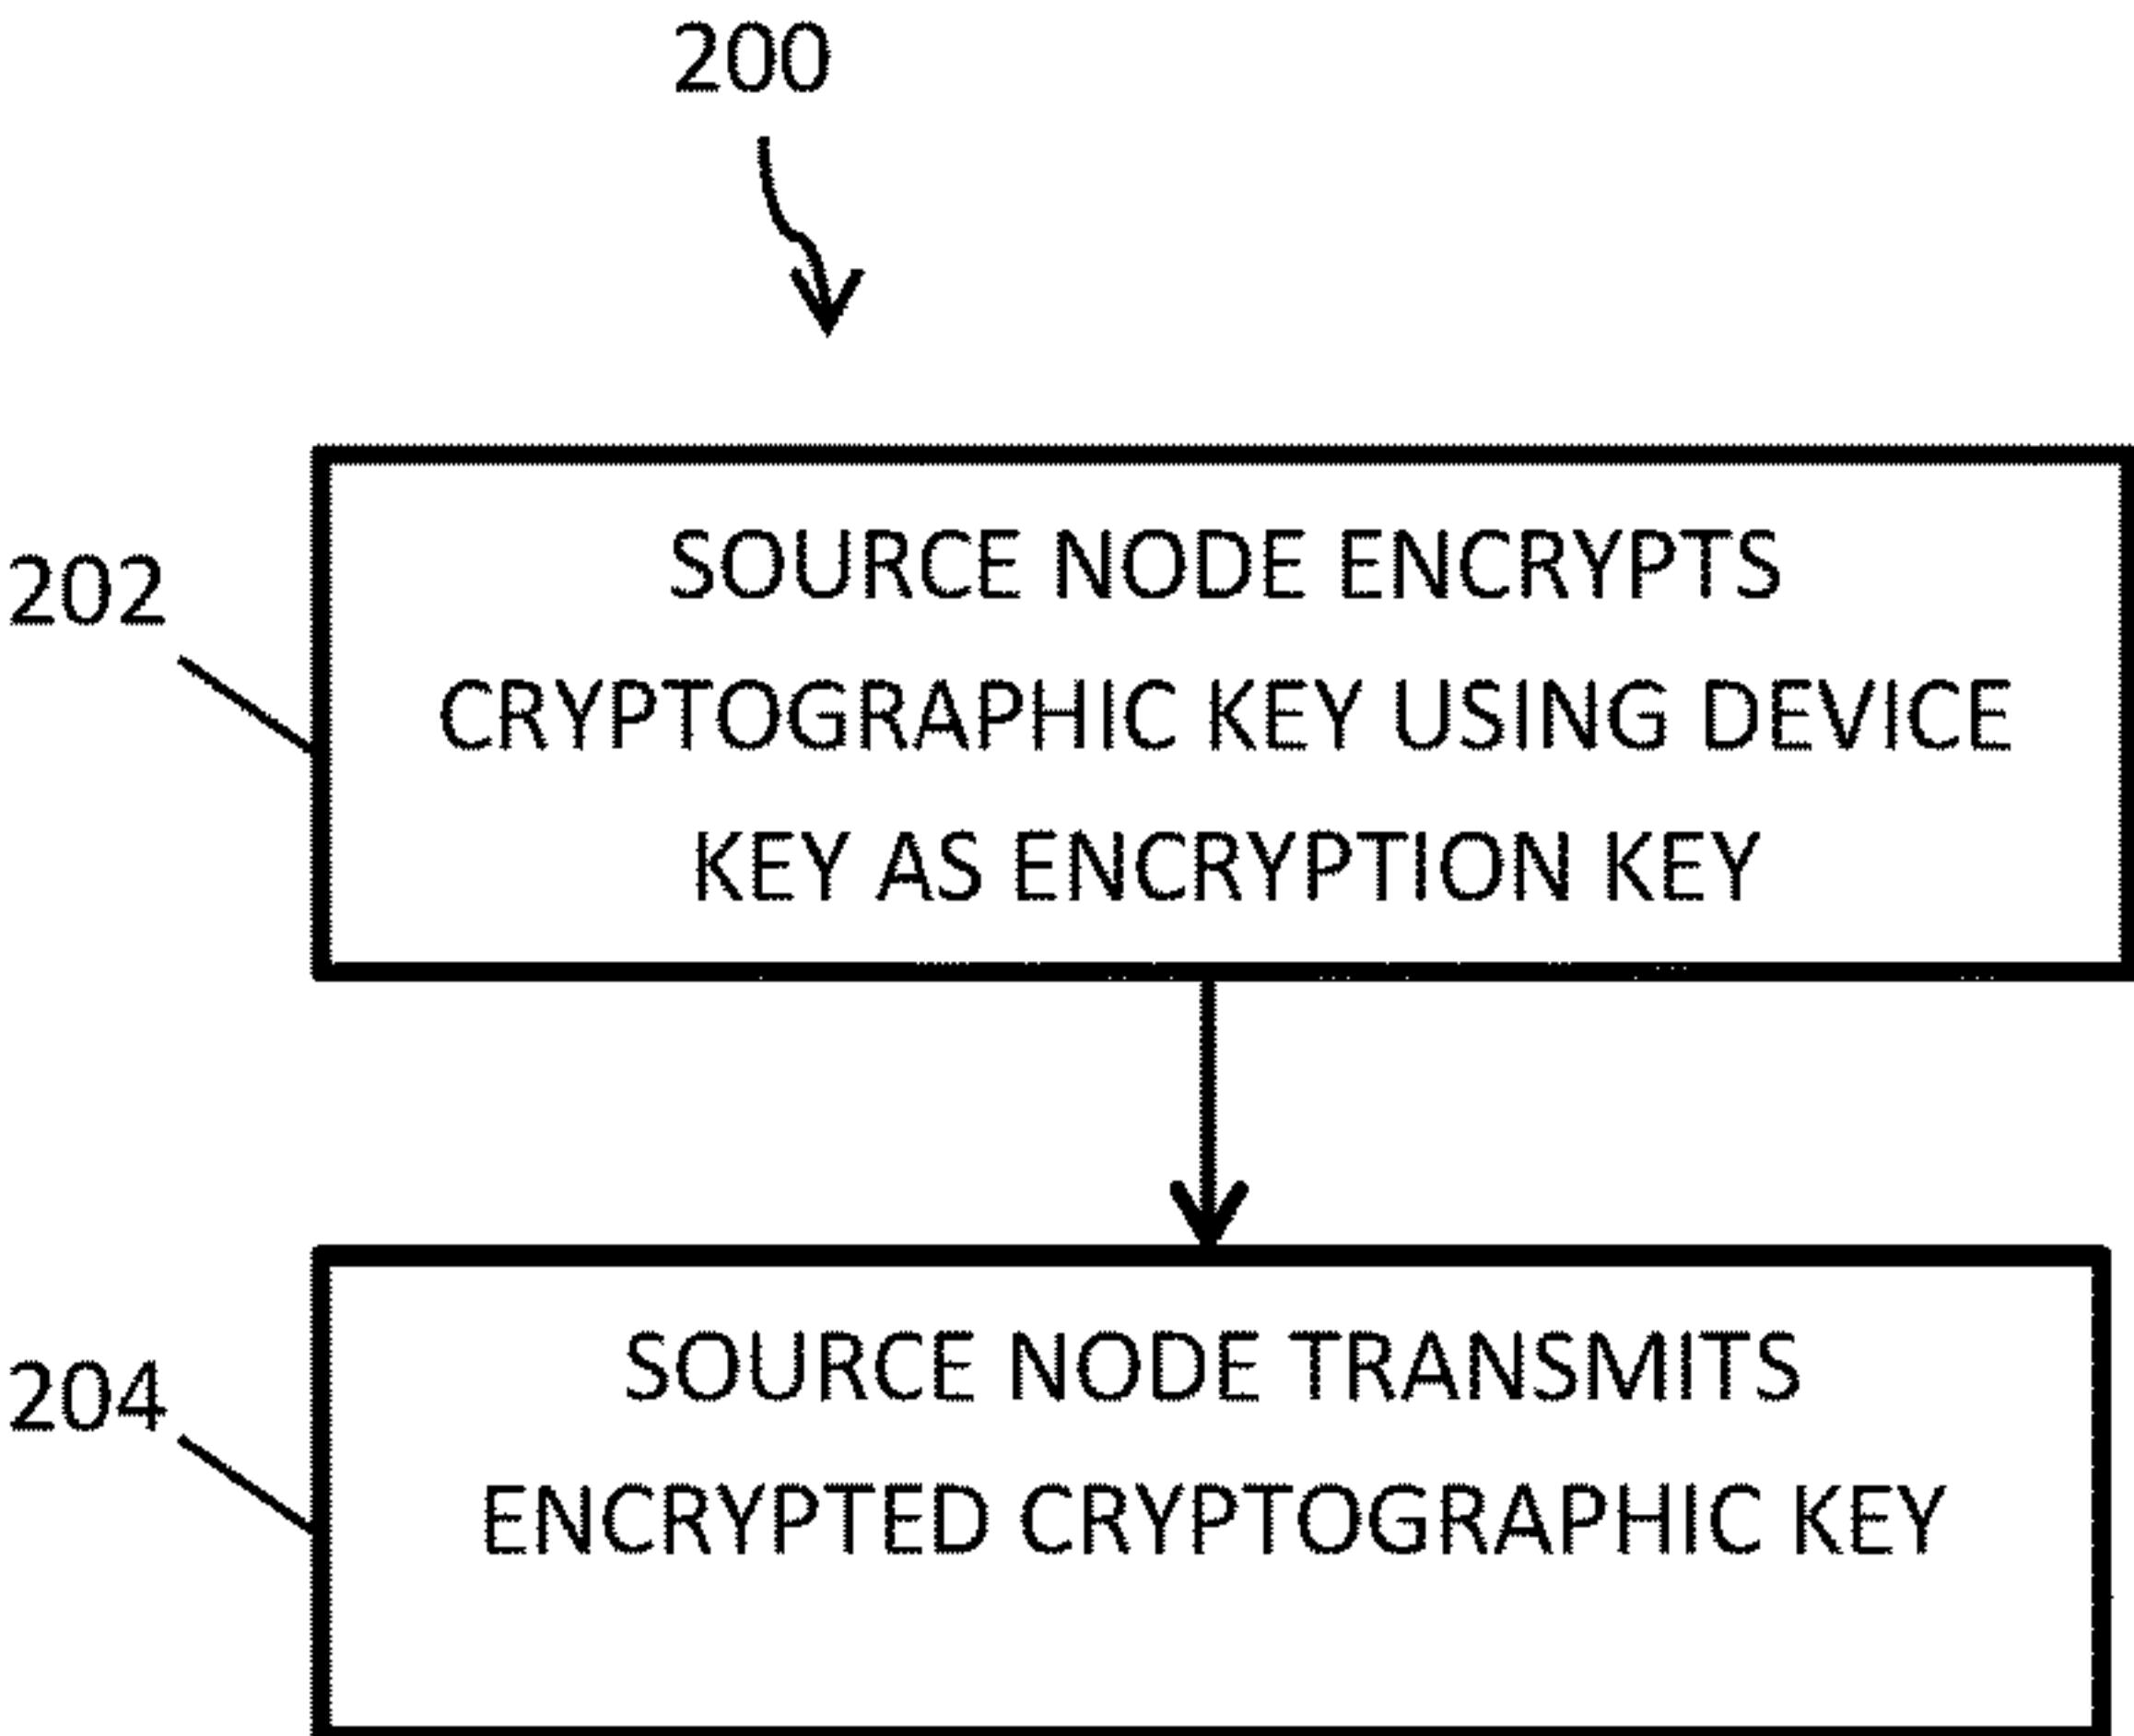 200
202
SOURCE NODE ENCRYPTS
CRYPTOGRAPHIC KEY USING DEVICE
KEY AS ENCRYPTION KEY
204
SOURCE NODE TRANSMITS
ENCRYPTED CRYPTOGRAPHIC KEY